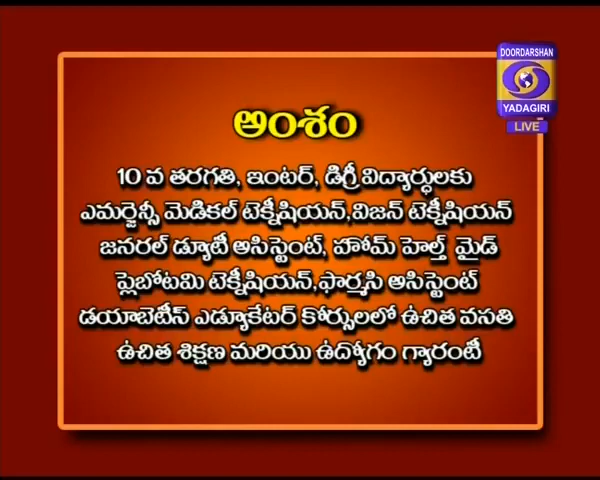 DOORDARSHAN
YADAGIRI
LIVE
అంశం
10 వ తరగతి, ఇంటర్, డిగ్రీ విద్యార్థులకు
ఎమర్జెన్సీ మెడికల్ టెక్నీషియన్,విజన్ టెక్నీషియన్
జనరల్ డ్యూటీ అసిస్టెంట్, హోమ్ హెల్త్ మైడ్
ప్లెబోటమి టెక్నీషియన్,ఫార్మసి అసిస్టెంట్
డయాబెటీస్ ఎడ్యూకేటర్ కోర్సులలో ఉచిత వసతి
ఉచిత శిక్షణ మరియు ఉద్యోగం గ్యారంటీ